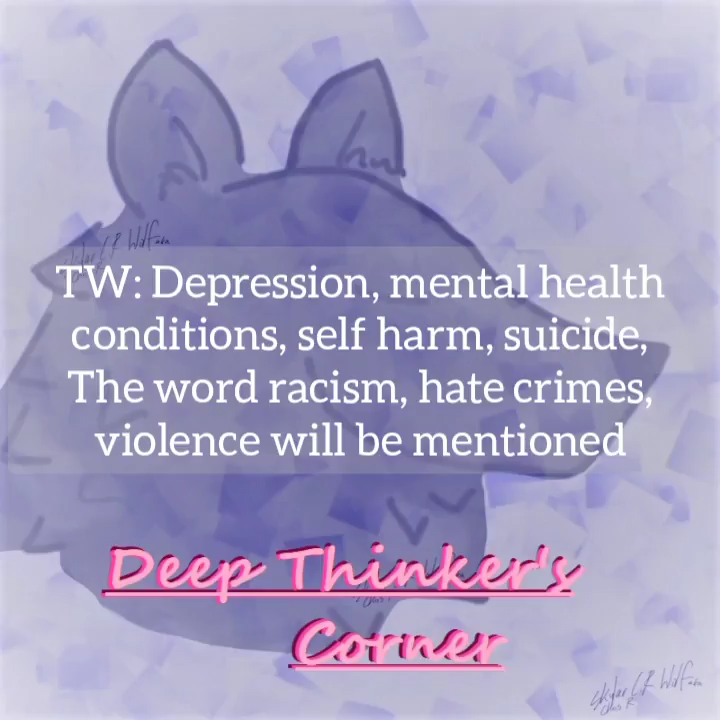 TW: Depression, mental health
conditions, self harm, suicide,
The word racism, hate crimes,
violence will be mentioned
Deep Thinker's
Corner